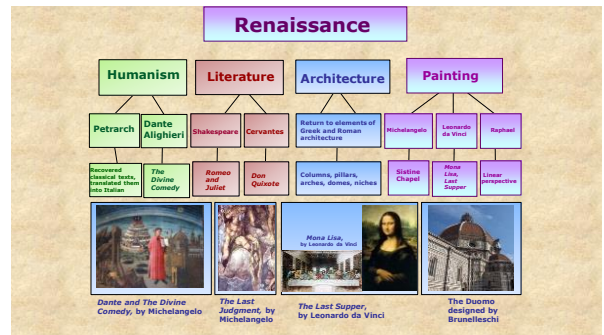 Renaissance
Humanism
Literature
Architecture
Painting
Petrarch
Dante
Alighieri
Shakespeare
Cervantes
Return to elements of
Greek and Roman
architecture
Michelangelo
Leonardo
da Vinci
Raphael
Recovered
classical texts,
translated them
into Italian
The
Divine
Comedy
Romeo
and
Juliet
Don
Quixote
Columns, pillars,
arches, domes, niches
Sistine
Chapel
Mona
Lisa,
Last
Supper
Linear
perspective
Mona Lisa,
by Leonardo da Vinci
Dante and The Divine
Comedy, by Michelangelo
The Last
Judgment, by
Michelangelo
The Last Supper,
by Leonardo da Vinci
The Duomo
designed by
Brunelleschi